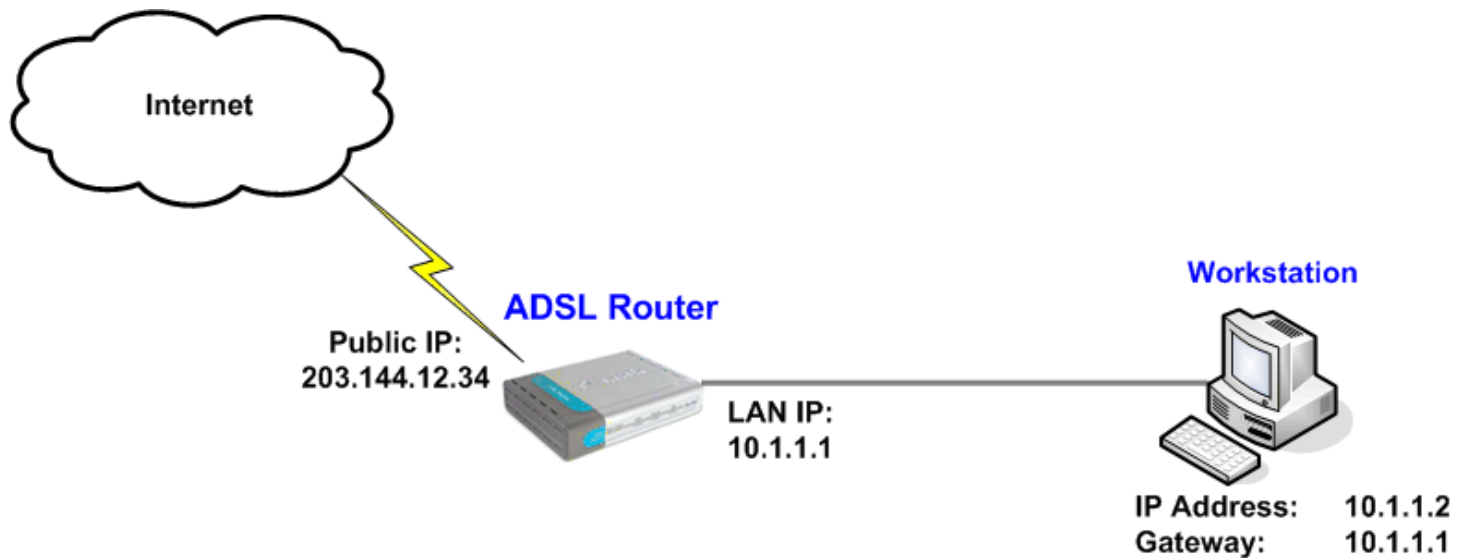 Internet
ADSL Router
Public IP:
203.144.12.34
LAN IP:
10.1.1.1
Workstation
IP Address: 10.1.1.2
Gateway: 10.1.1.1